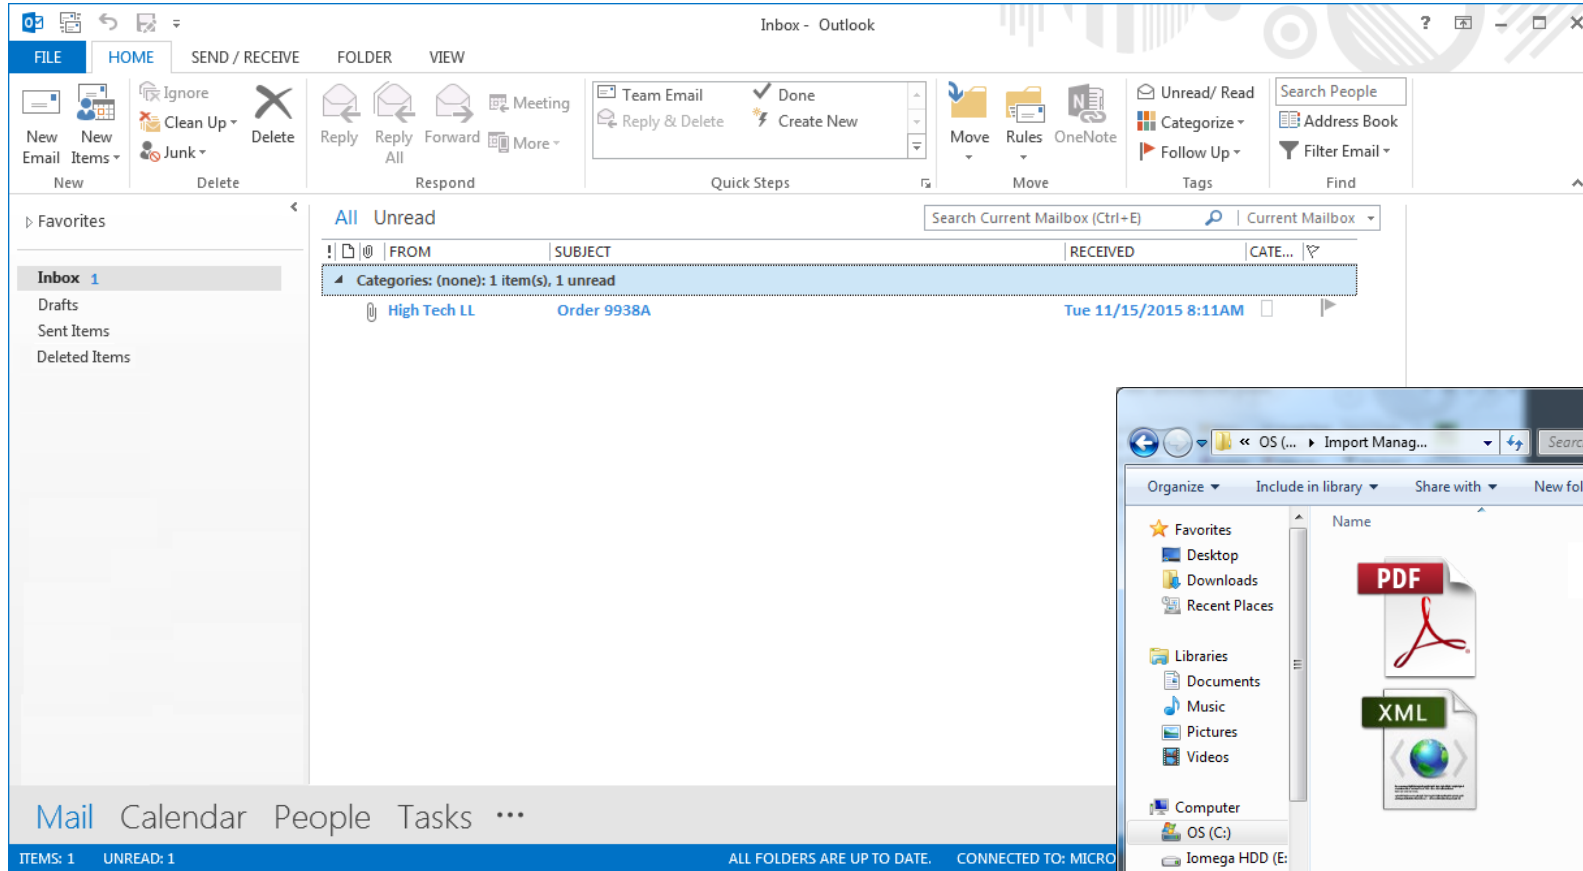 Inbox - Outlook
?
FILE HOME SEND / RECEIVE FOLDER VIEW
New Email
New Items
Ignore
Clean Up
Junk
Delete
Reply
Reply All
Forward
Meeting
More
Team Email
Reply & Delete
Done
Create New
Move
Rules
OneNote
Unread/ Read
Categorize
Follow Up
Search People
Address Book
Filter Email
New Delete Respond Quick Steps Move Tags Find
Favorites
All Unread
Search Current Mailbox (Ctrl+E) Current Mailbox
! FROM SUBJECT RECEIVED CATE...
Categories: (none): 1 item(s), 1 unread
High Tech LL Order 9938A Tue 11/15/2015 8:11AM
Inbox 1
Drafts
Sent Items
Deleted Items
« OS (... Import Manag...
Searc
Organize Include in library Share with New fol
Favorites
Desktop
Downloads
Recent Places
Libraries
Documents
Music
Pictures
Videos
Computer
OS (C:)
Iomega HDD (E:
Name
PDF
XML
Mail Calendar People Tasks ···
ITEMS: 1 UNREAD: 1 ALL FOLDERS ARE UP TO DATE. CONNECTED TO: MICRO